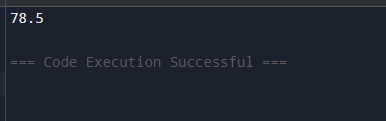 78.5
=== Code Execution Successful ===